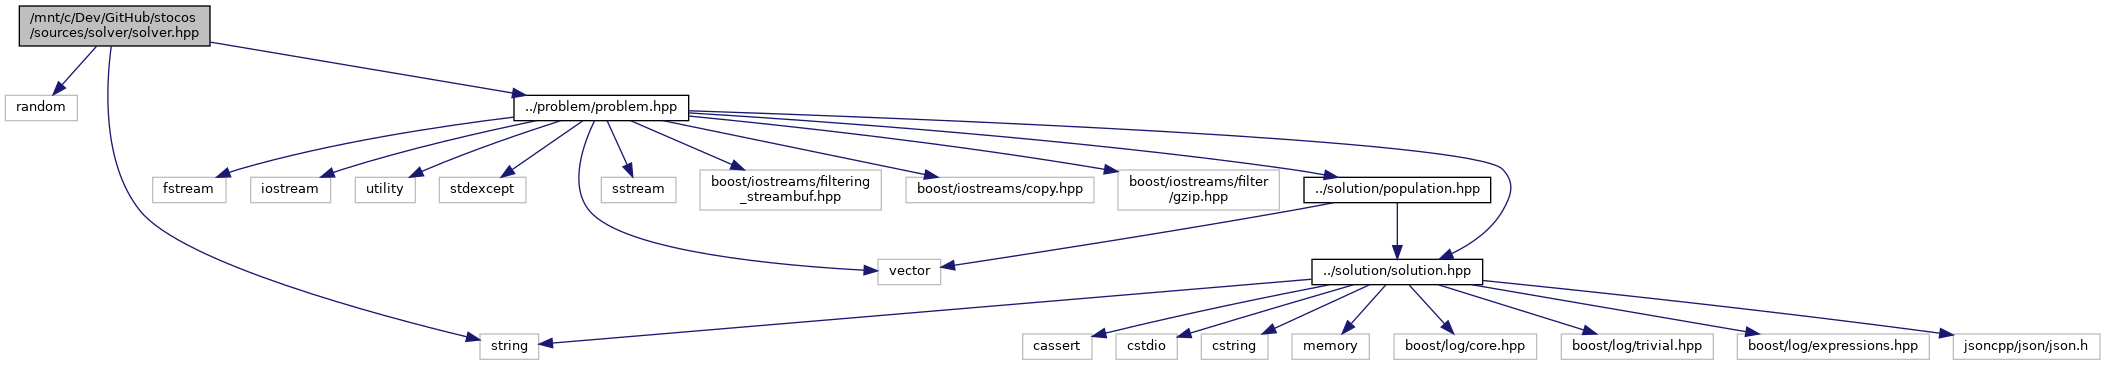 /mnt/c/Dev/GitHub/stocos
/sources/solver/solver.hpp
random
../problem/problem.hpp
fstream
iostream
utility
stdexcept
sstream
boost/iostreams/filtering
_streambuf.hpp
boost/iostreams/copy.hpp
boost/iostreams/filter
/gzip.hpp
../solution/population.hpp
vector
../solution/solution.hpp
string
cassert
cstdio
cstring
memory
boost/log/core.hpp
boost/log/trivial.hpp
boost/log/expressions.hpp
jsoncpp/json/json.h